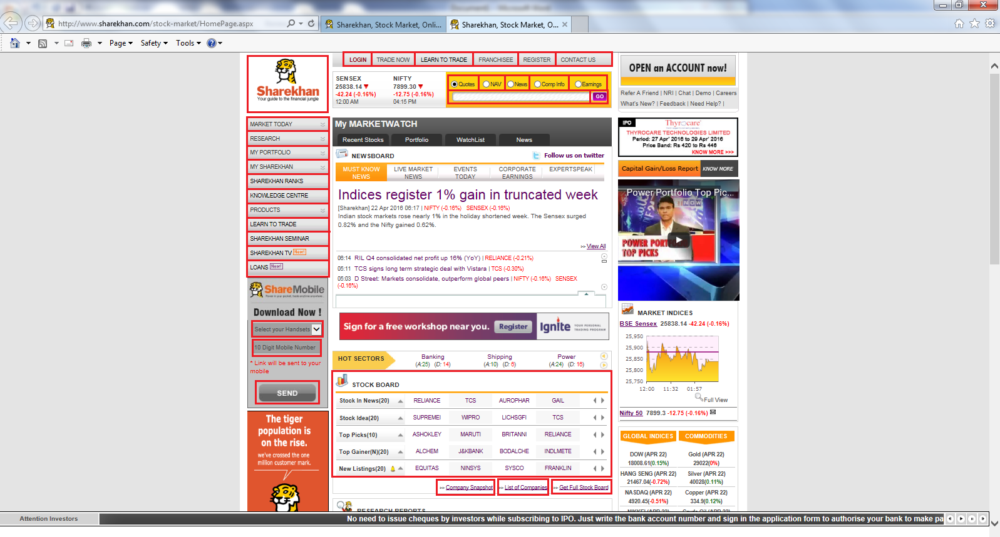 http://www.sharekhan.com/stock-market/HomePage.aspx
Sharekhan, Stock Market, Onli...
Sharekhan, Stock Market, O...
Page
Safety
Tools
Sharekhan
Your guide to the financial jungle
LOGIN
TRADE NOW
LEARN TO TRADE
FRANCHISEE
REGISTER
CONTACT US
SENSEX
25838.14
-42.24 (-0.16%)
12:00 AM
NIFTY
7899.30
-12.75 (-0.16%)
04:15 PM
Quotes
NAV
News
Comp Info
Earnings
GO
OPEN an ACCOUNT now!
Refer A Friend | NRI | Chat | Demo | Careers
What's New? | Feedback | Need Help? |
MARKET TODAY
RESEARCH
MY PORTFOLIO
MY SHAREKHAN
SHAREKHAN RANKS
KNOWLEDGE CENTRE
PRODUCTS
LEARN TO TRADE
SHAREKHAN SEMINAR
SHAREKHAN TV New!
LOANS New!
ShareMobile
Download Now !
Select your Handsets
10 Digit Mobile Number
* Link will be sent to your
mobile
SEND
The tiger
population is
on the rise.
we've crossed the one
million customer mark.
My MARKETWATCH
Recent Stocks
Portfolio
WatchList
News
NEWSBOARD
Follow us on twitter
MUST KNOW
NEWS
LIVE MARKET
NEWS
EVENTS
TODAY
CORPORATE
EARNINGS
EXPERTSPEAK
Indices register 1% gain in truncated week
[Sharekhan] 22 Apr 2016 06:17 | NIFTY (-0.16%) SENSEX (-0.16%)
Indian stock markets rose nearly 1% in the holiday shortened week. The Sensex surged
0.82% and the Nifty gained 0.62%.
>> View All
06:14 RIL Q4 consolidated net profit up 16% (YoY) | RELIANCE (-0.21%)
05:11 TCS signs long term strategic deal with Vistara | TCS (-0.30%)
05:03 D Street: Markets consolidate, outperform global peers | NIFTY (-0.16%) SENSEX
(-0.16%)
Sign for a free workshop near you.
Register
Ignite
YOUR PERSONAL
TRADING PROGRAM
HOT SECTORS
Banking
(A:25) (D: 14)
Shipping
(A:10) (D: 6)
Power
(A:24) (D: 16)
STOCK BOARD
Stock In News(20) RELIANCE TCS AUROPHAR GAIL
Stock Idea(20) SUPREMEI WIPRO LICHSGFI TCS
Top Picks(10) ASHOKLEY MARUTI BRITANNI RELIANCE
Top Gainer(N)(20) ALCHEM J&KBANK BODALCHE INDLMETE
New Listings(20) EQUITAS NINSYS SYSCO FRANKLIN
>> Company Snapshot
>> List of Companies
>> Get Full Stock Board
RESEARCH REPORTS
IPO
Thyrocare
THYROCARE TECHNOLOGIES LIMITED
Period: 27 Apr' 2016 to 29 Apr' 2016
Price Band: Rs 420 to Rs 446
KNOW MORE >>>
Capital Gain/Loss Report
KNOW MORE
Power Portfolio Top Pic...
NOW
POWER PORT
TOP PICKS
MARKET INDICES
BSE Sensex 25838.14 -42.24 (-0.16%)
25,950
25,900
25,850
25,800
25,750
12:00 11:32 01:57
Full View
Nifty 50 7899.3 -12.75 (-0.16%)
GLOBAL INDICES
COMMODITIES
DOW (APR 22)
18008.61(0.15%)
Gold (APR 22)
29022(0%)
HANG SENG (APR 22)
21467.04(-0.72%)
Silver (APR 22)
40028(0.11%)
NASDAQ (APR 22)
4920.45(-0.51%)
Copper (APR 22)
334.9(0.12%)
Attention Investors
No need to issue cheques by investors while subscribing to IPO. Just write the bank account number and sign in the application form to authorise your bank to make pa